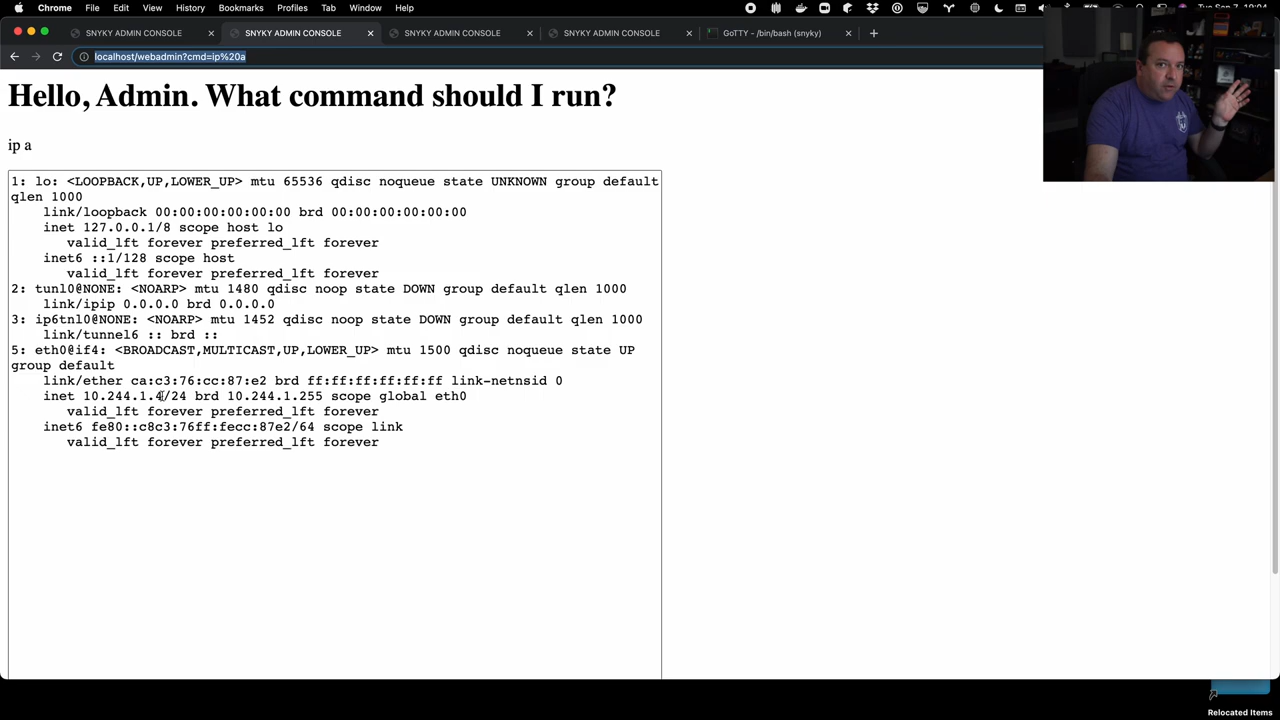 Chrome File Edit View History Bookmarks Profiles Tab Window Help
SNYKY ADMIN CONSOLE SNYKY ADMIN CONSOLE SNYKY ADMIN CONSOLE SNYKY ADMIN CONSOLE GoTTY - /bin/bash (snyky)
localhost/webadmin?cmd=ip%20a
Hello, Admin. What command should I run?
ip a
1: lo: <LOOPBACK,UP,LOWER_UP> mtu 65536 qdisc noqueue state UNKNOWN group default
qlen 1000
link/loopback 00:00:00:00:00:00 brd 00:00:00:00:00:00
inet 127.0.0.1/8 scope host lo
valid_lft forever preferred_lft forever
inet6 ::1/128 scope host
valid_lft forever preferred_lft forever
2: tunl0@NONE: <NOARP> mtu 1480 qdisc noop state DOWN group default qlen 1000
link/ipip 0.0.0.0 brd 0.0.0.0
3: ip6tnl0@NONE: <NOARP> mtu 1452 qdisc noop state DOWN group default qlen 1000
link/tunnel6 :: brd ::
5: eth0@if4: <BROADCAST,MULTICAST,UP,LOWER_UP> mtu 1500 qdisc noqueue state UP
group default
link/ether ca:c3:76:cc:87:e2 brd ff:ff:ff:ff:ff:ff link-netnsid 0
inet 10.244.1.4/24 brd 10.244.1.255 scope global eth0
valid_lft forever preferred_lft forever
inet6 fe80::c8c3:76ff:fecc:87e2/64 scope link
valid_lft forever preferred_lft forever
Relocated Items